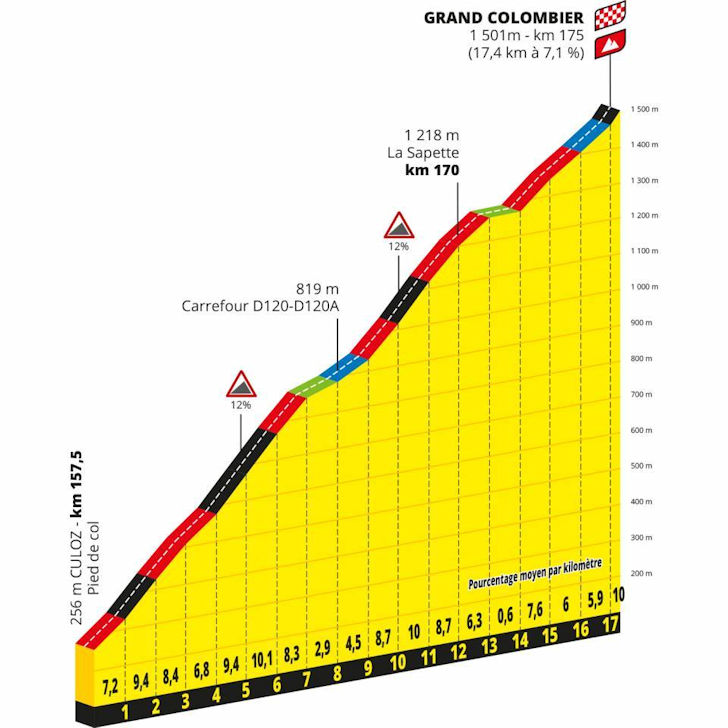 GRAND COLOMBIER
1 501m - km 175
(17,4 km à 7,1 %)
1 500 m
1 218 m
La Sapette
km 170
1 400 m
1 300 m
1 200 m
12%
1 100 m
819 m
Carrefour D120-D120A
1 000 m
900 m
800 m
12%
700 m
600 m
256 m CULOZ - km 157,5
Pied de col
500 m
400 m
300 m
200 m
Pourcentage moyen par kilomètre
7,2 9,4 8,4 6,8 9,4 10,1 8,3 2,9 4,5 8,7 10 8,7 6,3 0,6 7,6 6 5,9 10
1 2 3 4 5 6 7 8 9 10 11 12 13 14 15 16 17